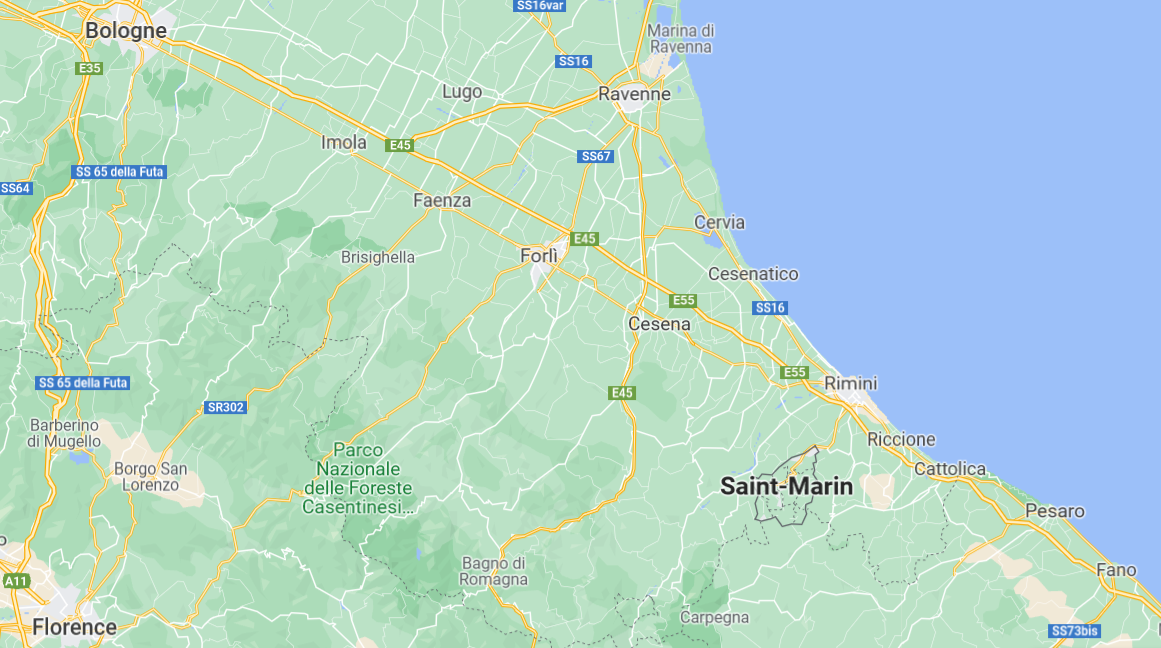 SS16var
Bologne
Marina di
Ravenna
SS16
E35
Lugo
Ravenne
Imola
E45
SS67
SS 65 della Futa
SS64
Faenza
Cervia
E45
Forlì
Brisighella
Cesenatico
E55
SS16
Cesena
E55
SS 65 della Futa
Rimini
E45
SR302
Barberino
di Mugello
Riccione
Parco
Nazionale
delle Foreste
Casentinesi...
Borgo San
Lorenzo
Cattolica
Saint-Marin
Pesaro
o
Bagno di
Romagna
Fano
A11
Carpegna
Florence
SS73bis